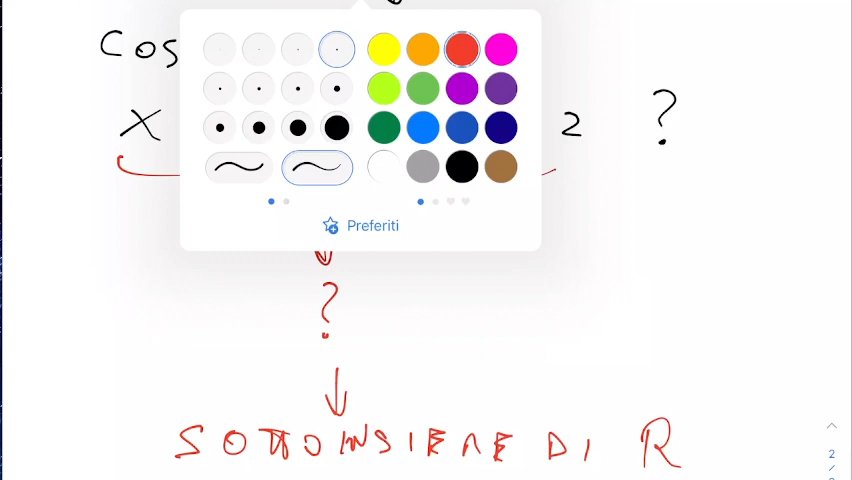 Cos
X 2 ?
Preferiti
?
SOTTOINSIEME DI R
2
/